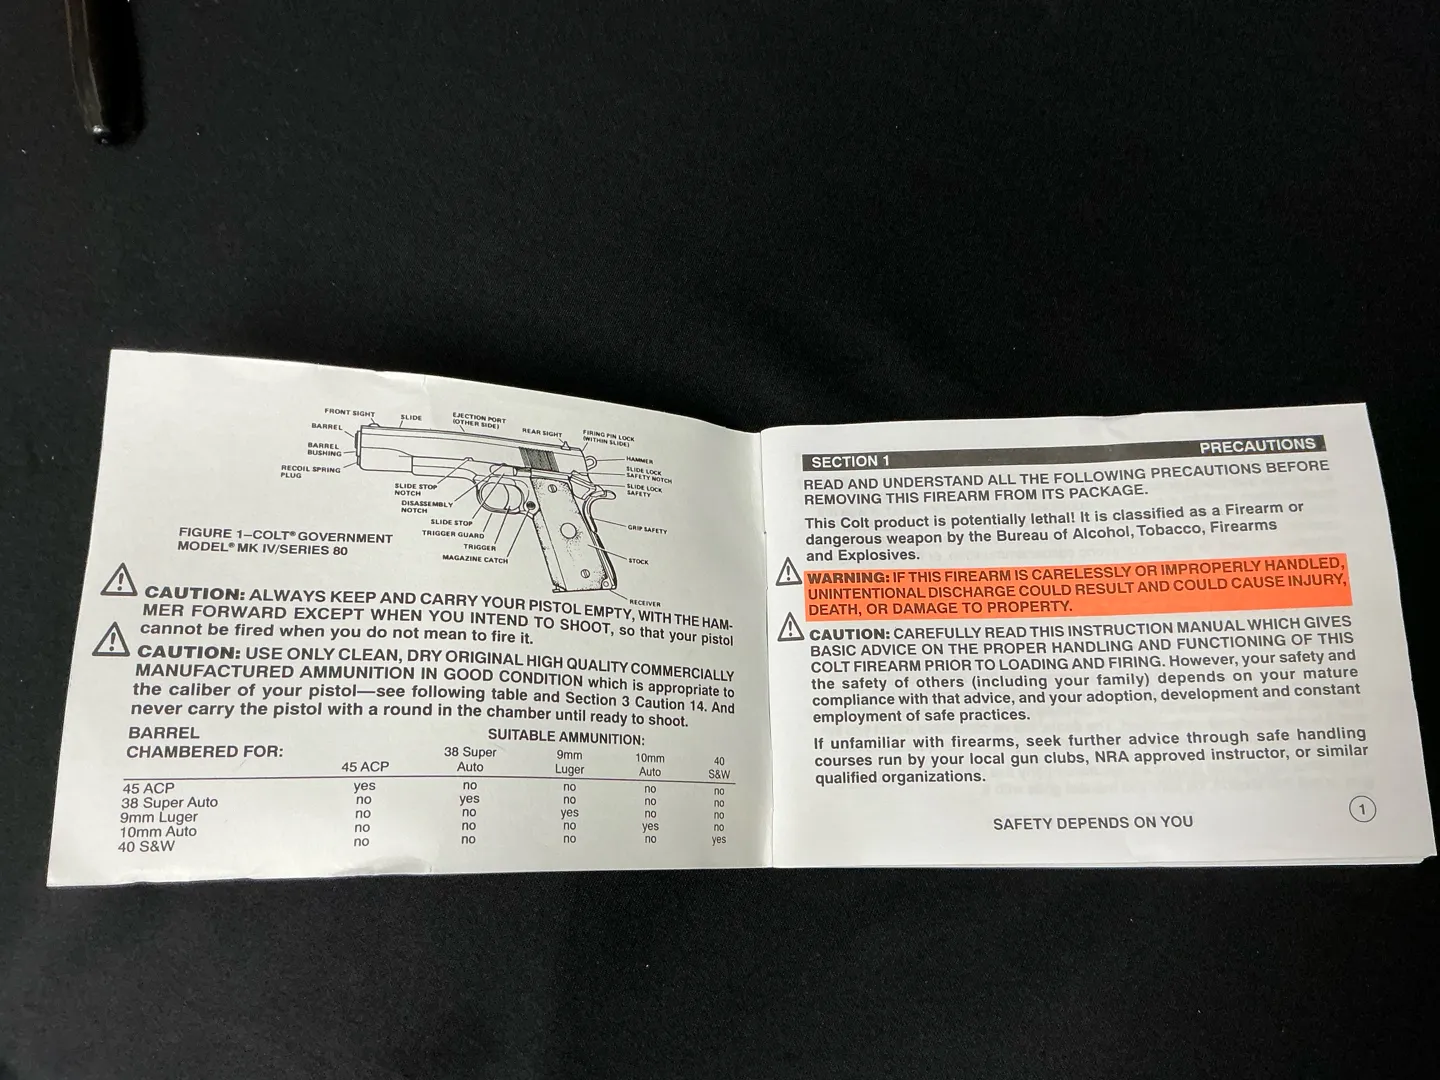 FRONT SIGHT
SLIDE
EJECTION PORT
(OTHER SIDE)
REAR SIGHT
FIRING PIN LOCK
(WITHIN SLIDE)
BARREL
BARREL
BUSHING
RECOIL SPRING
PLUG
HAMMER
SLIDE LOCK
SAFETY NOTCH
SLIDE LOCK
SAFETY
SLIDE STOP
NOTCH
DISASSEMBLY
NOTCH
SLIDE STOP
TRIGGER GUARD
TRIGGER
MAGAZINE CATCH
GRIP SAFETY
STOCK
RECEIVER
FIGURE 1–COLT® GOVERNMENT
MODEL® MK IV/SERIES 80
CAUTION: ALWAYS KEEP AND CARRY YOUR PISTOL EMPTY, WITH THE HAM-
MER FORWARD EXCEPT WHEN YOU INTEND TO SHOOT, so that your pistol
cannot be fired when you do not mean to fire it.
CAUTION: USE ONLY CLEAN, DRY ORIGINAL HIGH QUALITY COMMERCIALLY
MANUFACTURED AMMUNITION IN GOOD CONDITION which is appropriate to
the caliber of your pistol—see following table and Section 3 Caution 14. And
never carry the pistol with a round in the chamber until ready to shoot.
BARREL SUITABLE AMMUNITION:
CHAMBERED FOR: 45 ACP 38 Super Auto 9mm Luger 10mm Auto 40 S&W
45 ACP yes no no no no
38 Super Auto no yes no no no
9mm Luger no no yes no no
10mm Auto no no no yes no
40 S&W no no no no yes
SECTION 1 PRECAUTIONS
READ AND UNDERSTAND ALL THE FOLLOWING PRECAUTIONS BEFORE
REMOVING THIS FIREARM FROM ITS PACKAGE.
This Colt product is potentially lethal! It is classified as a Firearm or
dangerous weapon by the Bureau of Alcohol, Tobacco, Firearms
and Explosives.
WARNING: IF THIS FIREARM IS CARELESSLY OR IMPROPERLY HANDLED,
UNINTENTIONAL DISCHARGE COULD RESULT AND COULD CAUSE INJURY,
DEATH, OR DAMAGE TO PROPERTY.
CAUTION: CAREFULLY READ THIS INSTRUCTION MANUAL WHICH GIVES
BASIC ADVICE ON THE PROPER HANDLING AND FUNCTIONING OF THIS
COLT FIREARM PRIOR TO LOADING AND FIRING. However, your safety and
the safety of others (including your family) depends on your mature
compliance with that advice, and your adoption, development and constant
employment of safe practices.
If unfamiliar with firearms, seek further advice through safe handling
courses run by your local gun clubs, NRA approved instructor, or similar
qualified organizations.
SAFETY DEPENDS ON YOU
1